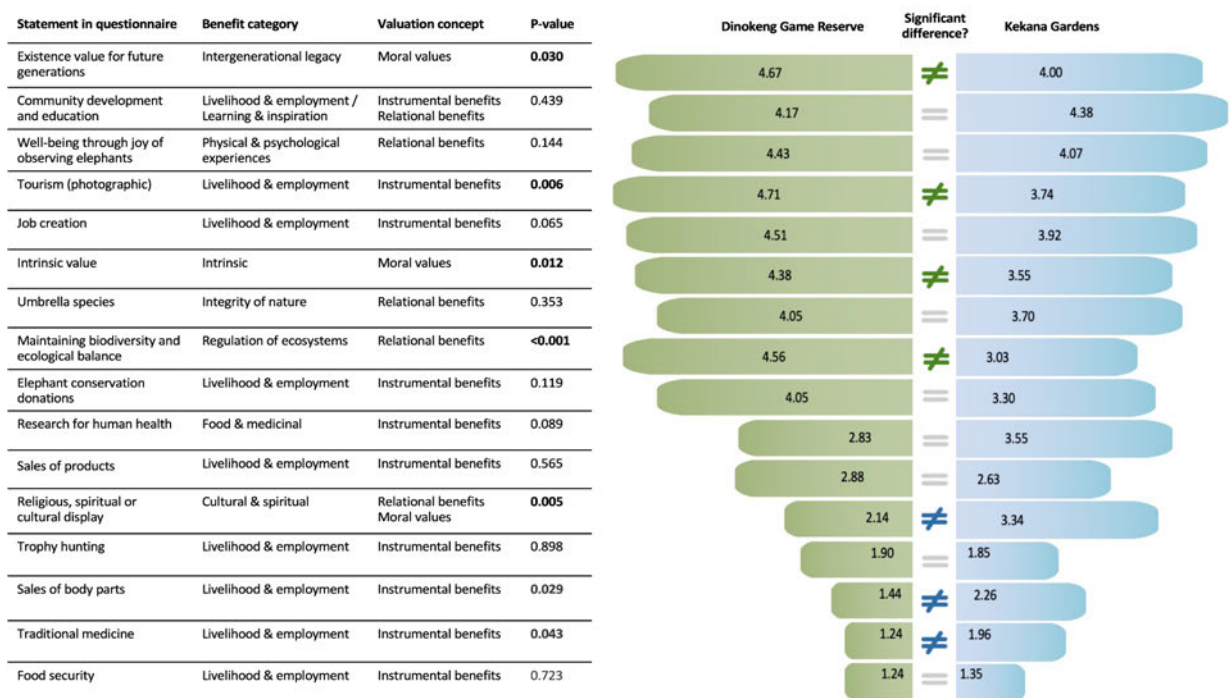 Statement in questionnaire Benefit category Valuation concept P-value Dinokeng Game Reserve Significant difference? Kekana Gardens
Existence value for future generations Intergenerational legacy Moral values 0.030 4.67 ≠ 4.00
Community development and education Livelihood & employment / Learning & inspiration Instrumental benefits Relational benefits 0.439 4.17 = 4.38
Well-being through joy of observing elephants Physical & psychological experiences Relational benefits 0.144 4.43 = 4.07
Tourism (photographic) Livelihood & employment Instrumental benefits 0.006 4.71 ≠ 3.74
Job creation Livelihood & employment Instrumental benefits 0.065 4.51 = 3.92
Intrinsic value Intrinsic Moral values 0.012 4.38 ≠ 3.55
Umbrella species Integrity of nature Relational benefits 0.353 4.05 = 3.70
Maintaining biodiversity and ecological balance Regulation of ecosystems Relational benefits <0.001 4.56 ≠ 3.03
Elephant conservation donations Livelihood & employment Instrumental benefits 0.119 4.05 = 3.30
Research for human health Food & medicinal Instrumental benefits 0.089 2.83 = 3.55
Sales of products Livelihood & employment Instrumental benefits 0.565 2.88 = 2.63
Religious, spiritual or cultural display Cultural & spiritual Relational benefits Moral values 0.005 2.14 ≠ 3.34
Trophy hunting Livelihood & employment Instrumental benefits 0.898 1.90 = 1.85
Sales of body parts Livelihood & employment Instrumental benefits 0.029 1.44 ≠ 2.26
Traditional medicine Livelihood & employment Instrumental benefits 0.043 1.24 ≠ 1.96
Food security Livelihood & employment Instrumental benefits 0.723 1.24 = 1.35